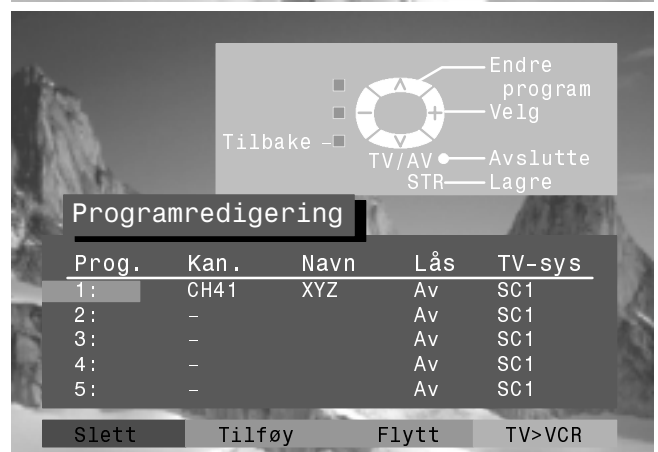 Endre
program
Velg
Tilbake
TV/AV
Avslutte
STR
Lagre
Programredigering
Prog. Kan. Navn Lås TV-sys
1: CH41 XYZ Av SC1
2: – Av SC1
3: – Av SC1
4: – Av SC1
5: – Av SC1
Slett Tilføy Flytt TV>VCR